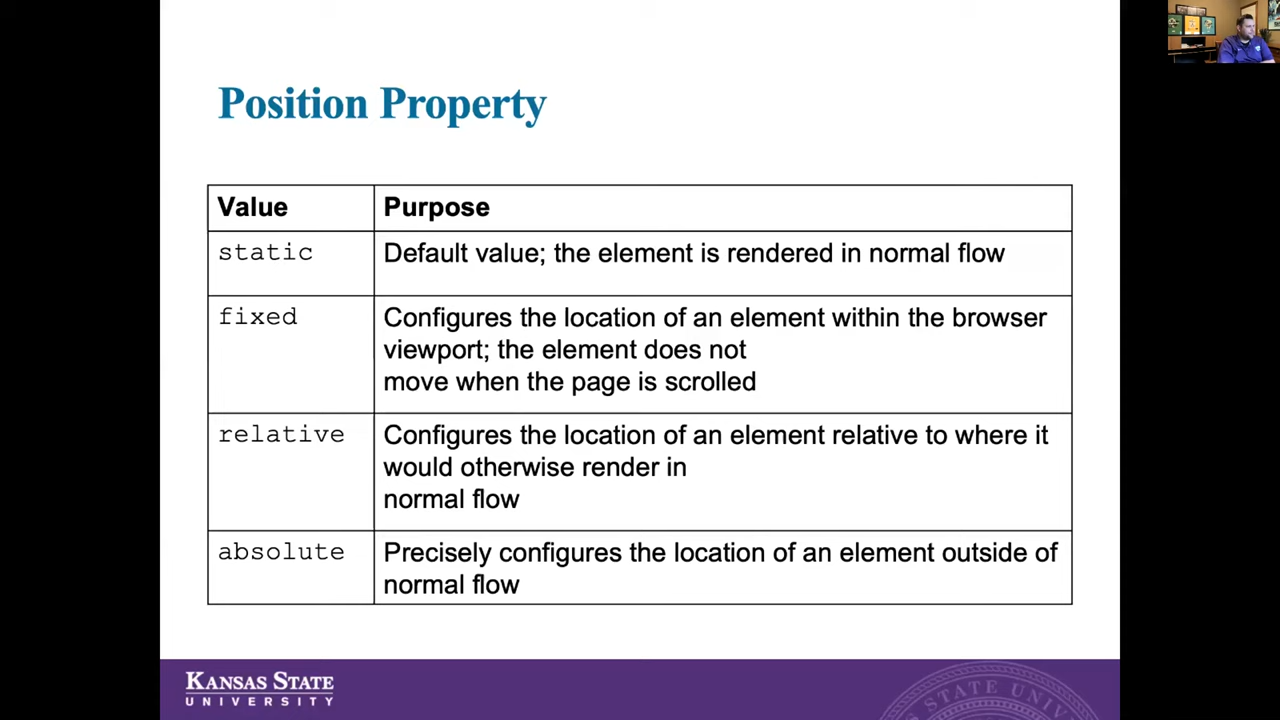 Position Property
Value Purpose
static Default value; the element is rendered in normal flow
fixed Configures the location of an element within the browser
viewport; the element does not
move when the page is scrolled
relative Configures the location of an element relative to where it
would otherwise render in
normal flow
absolute Precisely configures the location of an element outside of
normal flow
KANSAS STATE
UNIVERSITY
STATE UNI